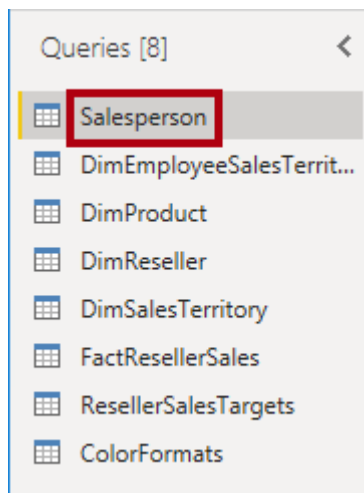 Queries [8]
Salesperson
DimEmployeeSalesTerrit...
DimProduct
DimReseller
DimSalesTerritory
FactResellerSales
ResellerSalesTargets
ColorFormats